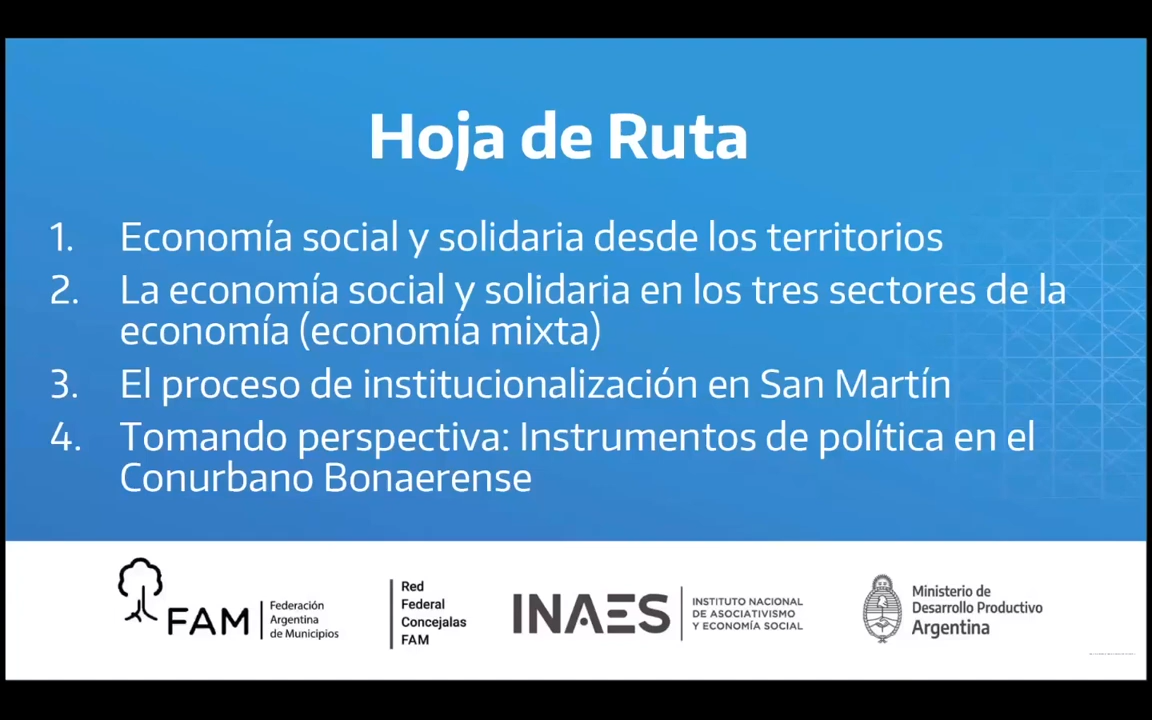 Hoja de Ruta
1. Economía social y solidaria desde los territorios
2. La economía social y solidaria en los tres sectores de la
economía (economía mixta)
3. El proceso de institucionalización en San Martín
4. Tomando perspectiva: Instrumentos de política en el
Conurbano Bonaerense
FAM
Federación
Argentina
de Municipios
Red
Federal
Concejalas
FAM
INAES
INSTITUTO NACIONAL
DE ASOCIATIVISMO
Y ECONOMÍA SOCIAL
Ministerio de
Desarrollo Productivo
Argentina